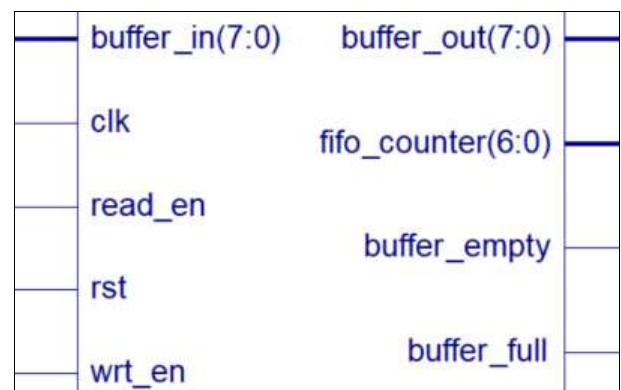 buffer_in(7:0)
buffer_out(7:0)
clk
fifo_counter(6:0)
read_en
buffer_empty
rst
buffer_full
wrt_en